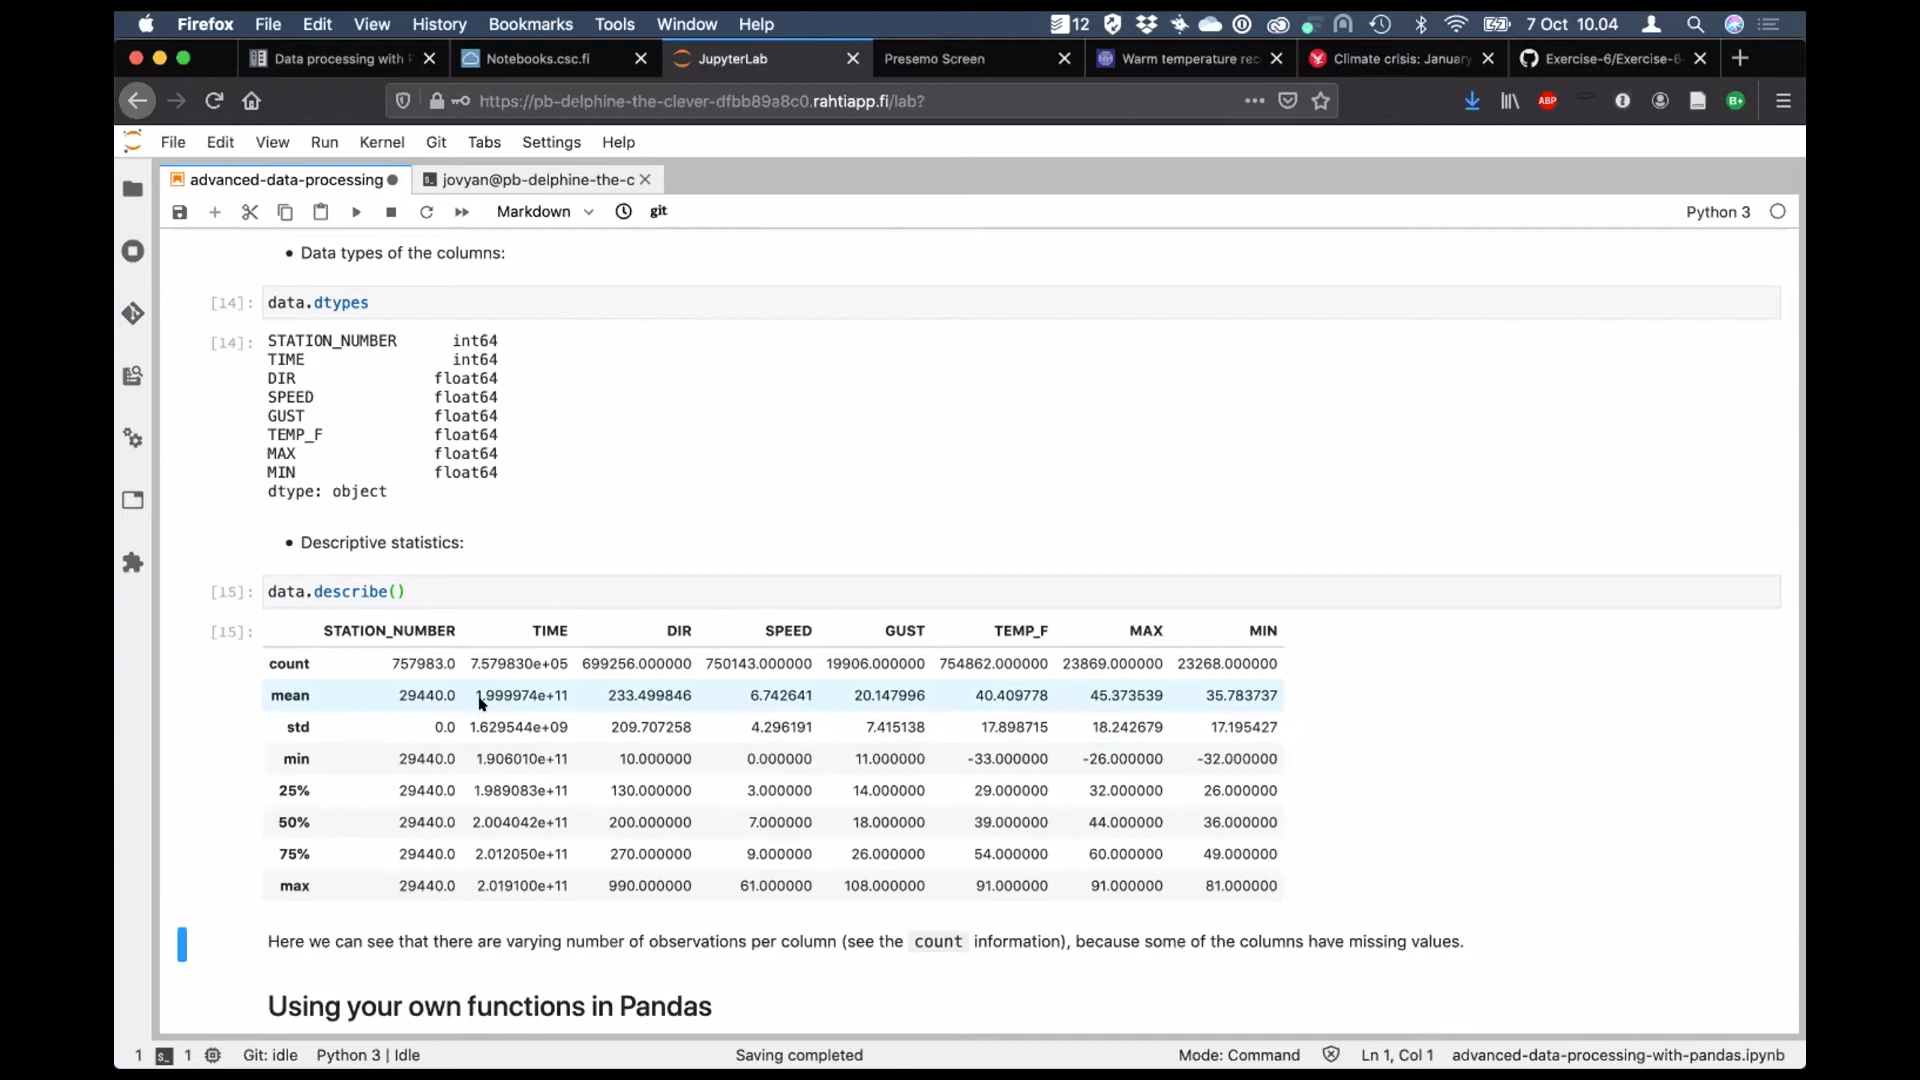 Firefox File Edit View History Bookmarks Tools Window Help 12 7 Oct 10.04
Data processing with P Notebooks.csc.fi JupyterLab Presemo Screen Warm temperature rec Climate crisis: January Exercise-6/Exercise-6-
https://pb-delphine-the-clever-dfbb89a8c0.rahtiapp.fi/lab? ABP
File Edit View Run Kernel Git Tabs Settings Help
advanced-data-processing jovyan@pb-delphine-the-c
Markdown git Python 3
Data types of the columns:
[14]: data.dtypes
[14]: STATION_NUMBER int64
TIME int64
DIR float64
SPEED float64
GUST float64
TEMP_F float64
MAX float64
MIN float64
dtype: object
Descriptive statistics:
[15]: data.describe()
[15]: STATION_NUMBER TIME DIR SPEED GUST TEMP_F MAX MIN
count 757983.0 7.579830e+05 699256.000000 750143.000000 19906.000000 754862.000000 23869.000000 23268.000000
mean 29440.0 1.999974e+11 233.499846 6.742641 20.147996 40.409778 45.373539 35.783737
std 0.0 1.629544e+09 209.707258 4.296191 7.415138 17.898715 18.242679 17.195427
min 29440.0 1.906010e+11 10.000000 0.000000 11.000000 -33.000000 -26.000000 -32.000000
25% 29440.0 1.989083e+11 130.000000 3.000000 14.000000 29.000000 32.000000 26.000000
50% 29440.0 2.004042e+11 200.000000 7.000000 18.000000 39.000000 44.000000 36.000000
75% 29440.0 2.012050e+11 270.000000 9.000000 26.000000 54.000000 60.000000 49.000000
max 29440.0 2.019100e+11 990.000000 61.000000 108.000000 91.000000 91.000000 81.000000
Here we can see that there are varying number of observations per column (see the count information), because some of the columns have missing values.
Using your own functions in Pandas
1 1 Git: idle Python 3 | Idle Saving completed Mode: Command Ln 1, Col 1 advanced-data-processing-with-pandas.ipynb